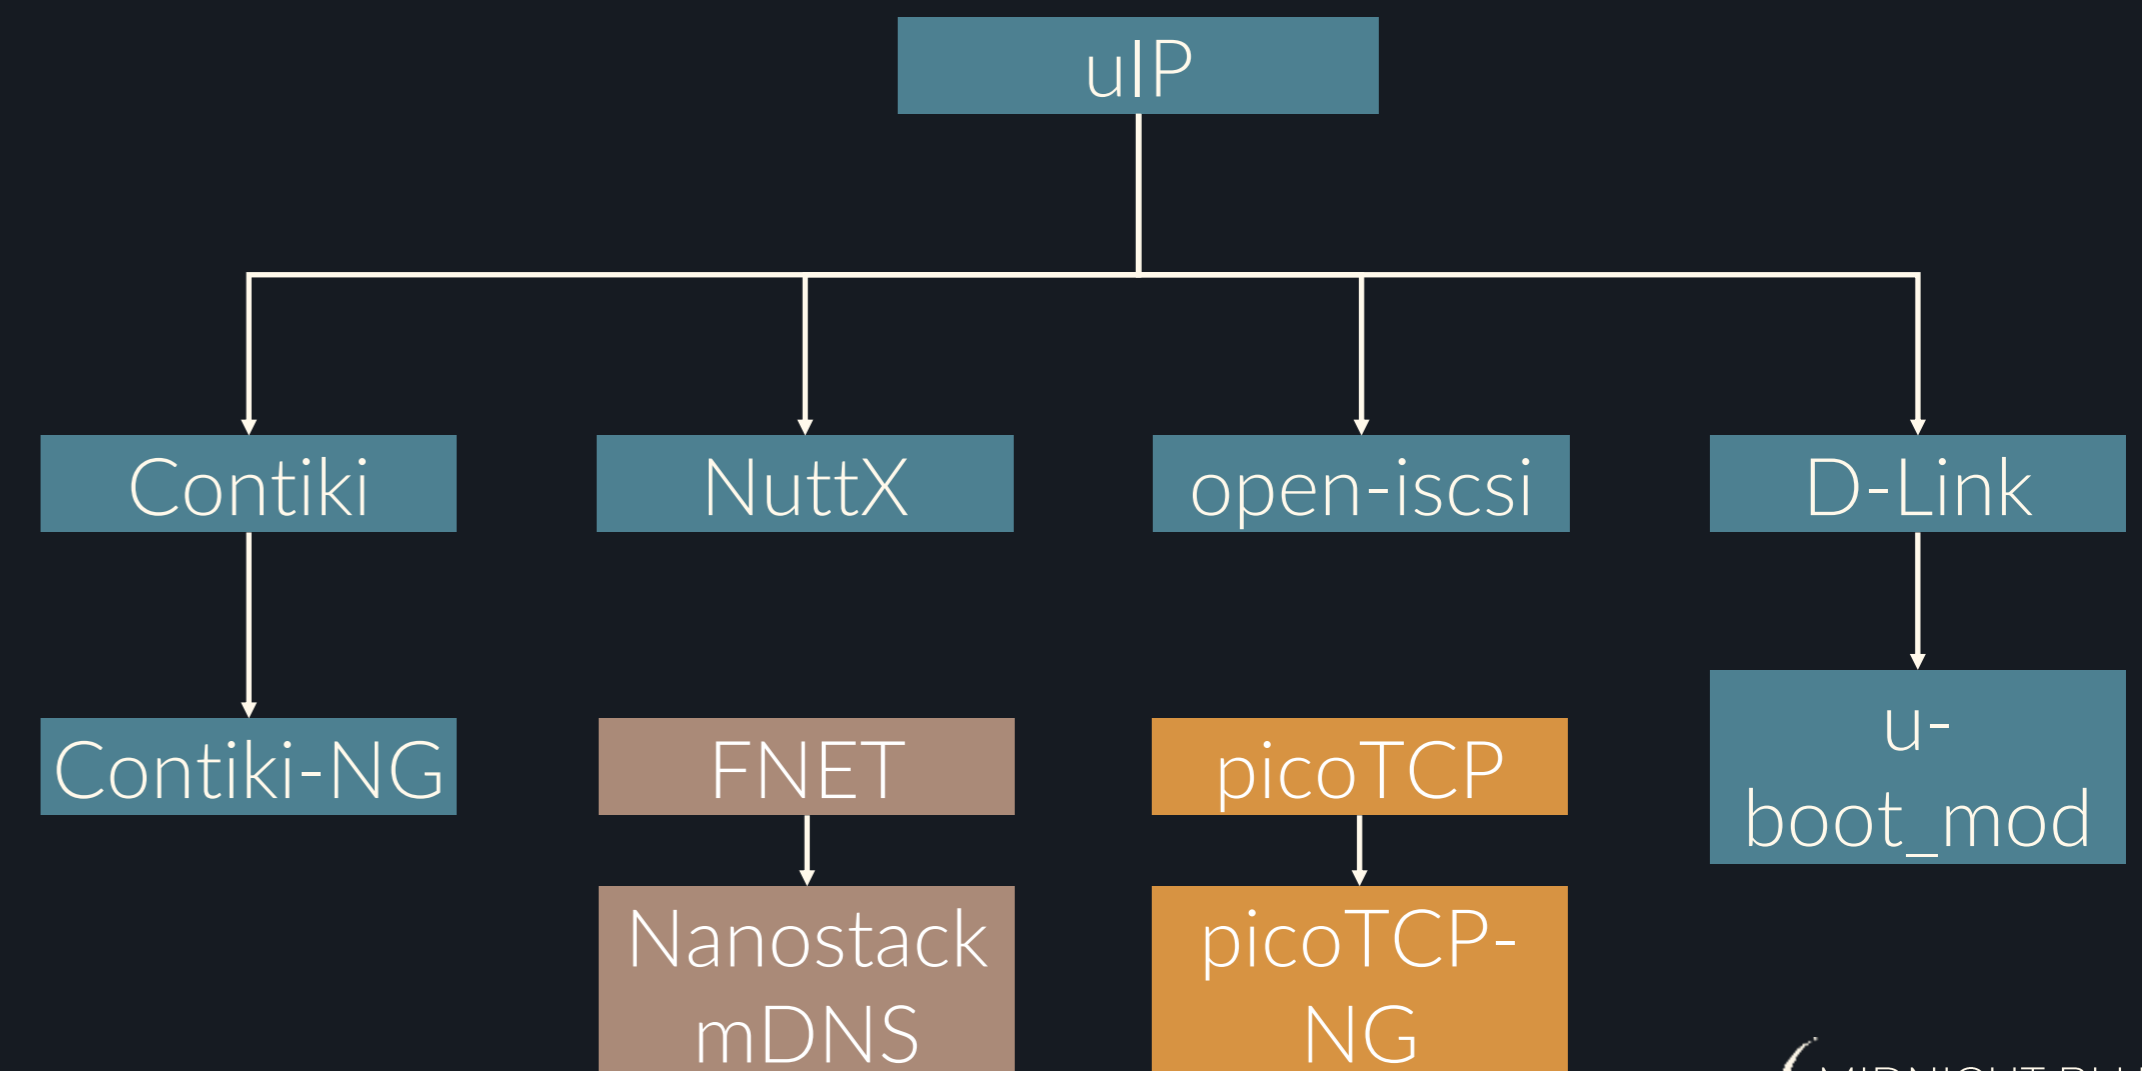 uIP
Contiki
NuttX
open-iscsi
D-Link
Contiki-NG
FNET
picoTCP
u-
boot_mod
Nanostack
mDNS
picoTCP-
NG